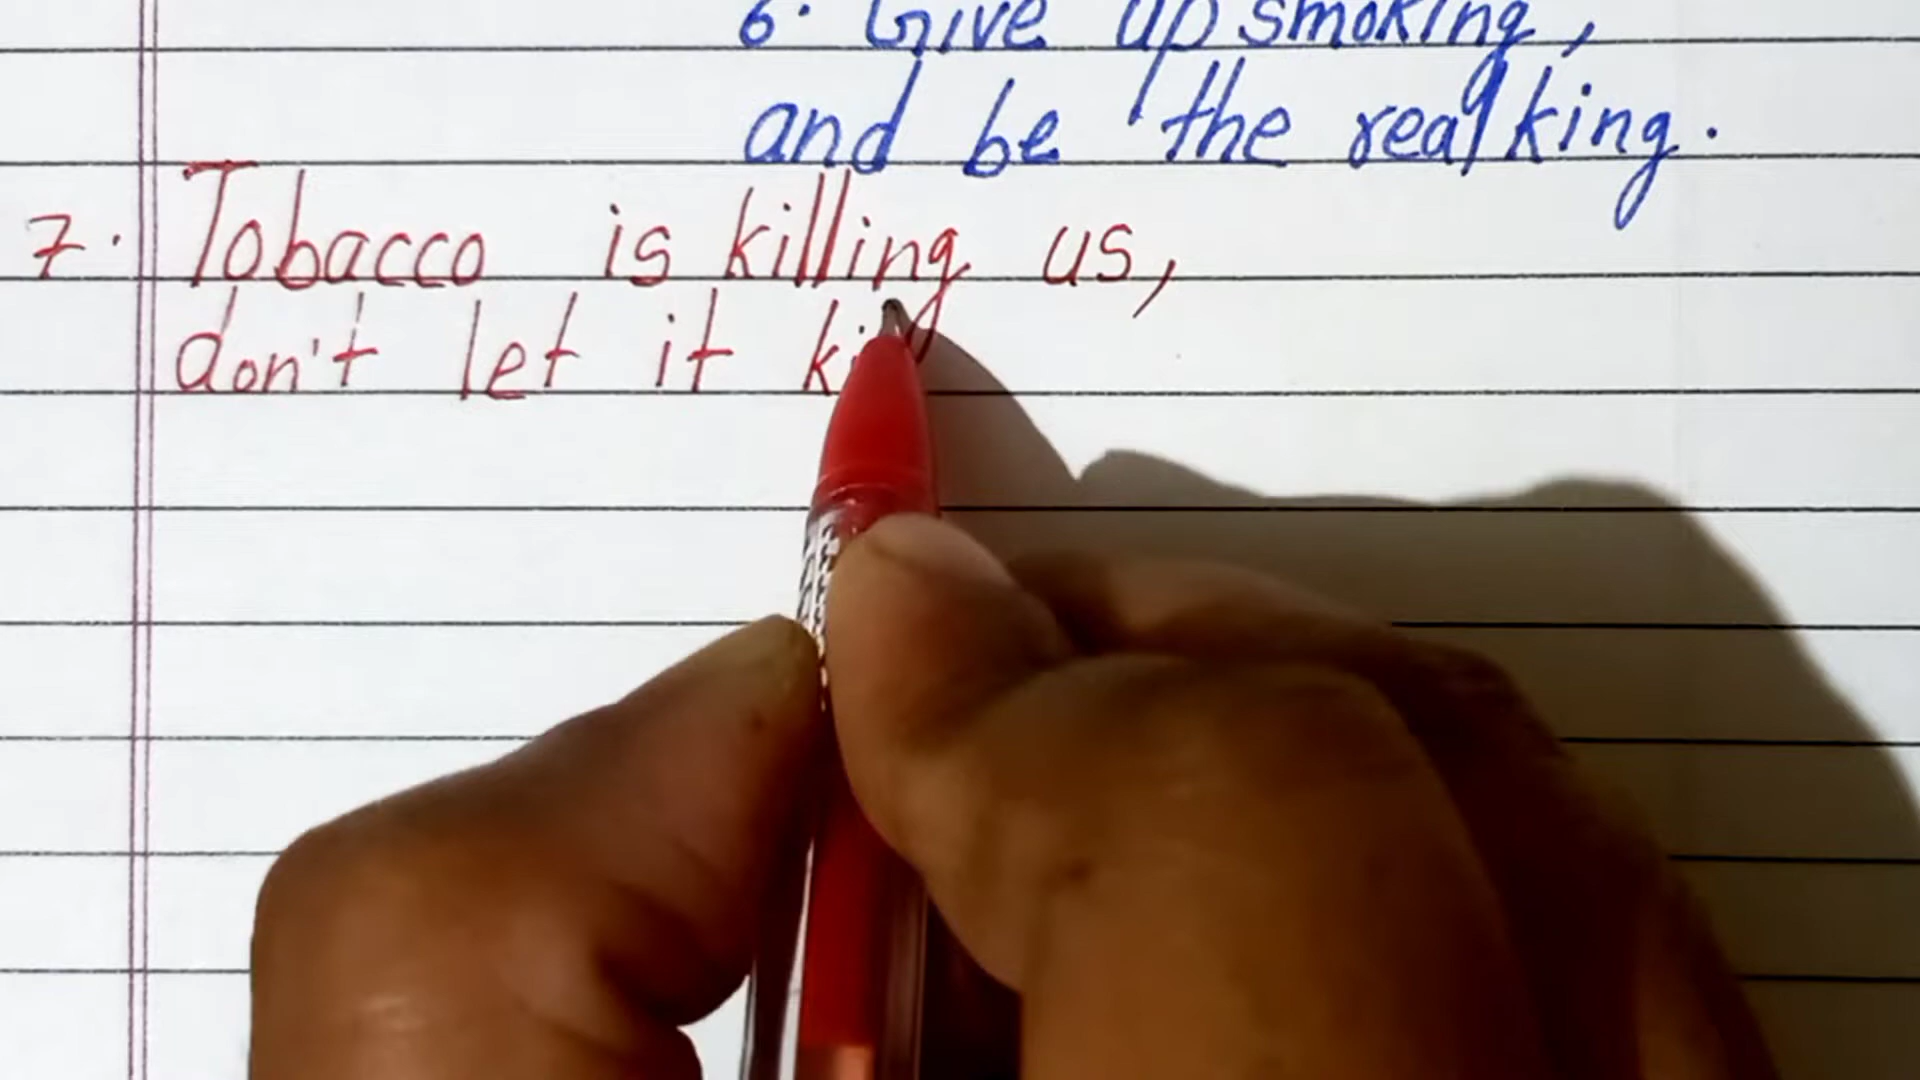 6. Give up smoking,
and be the real king.
7. Tobacco is killing us,
don't let it